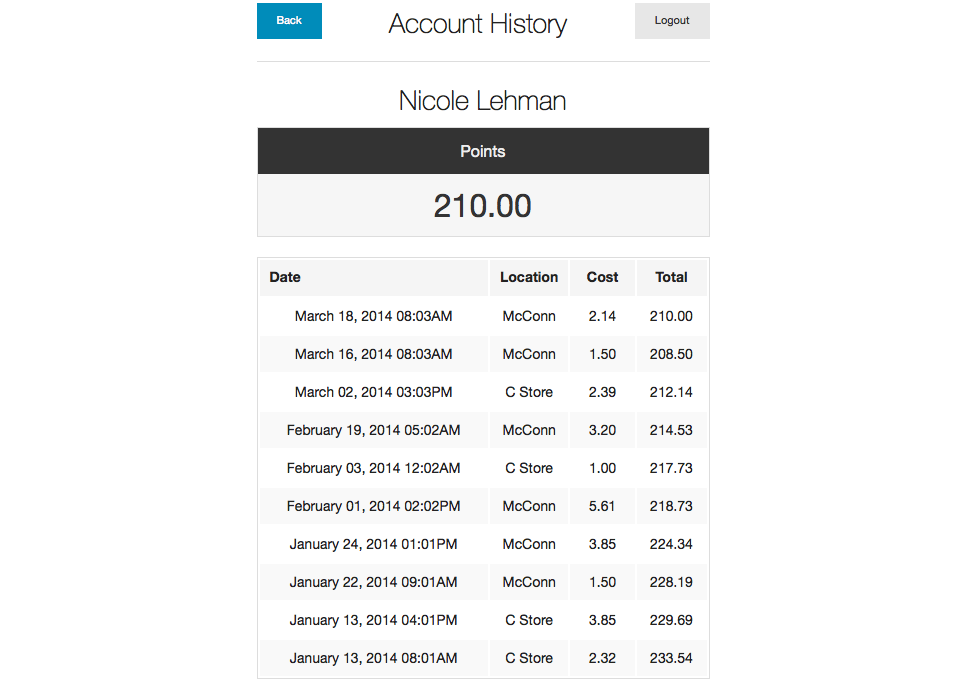 Back Account History Logout
Nicole Lehman
Points
210.00
Date Location Cost Total
March 18, 2014 08:03AM McConn 2.14 210.00
March 16, 2014 08:03AM McConn 1.50 208.50
March 02, 2014 03:03PM C Store 2.39 212.14
February 19, 2014 05:02AM McConn 3.20 214.53
February 03, 2014 12:02AM C Store 1.00 217.73
February 01, 2014 02:02PM McConn 5.61 218.73
January 24, 2014 01:01PM McConn 3.85 224.34
January 22, 2014 09:01AM McConn 1.50 228.19
January 13, 2014 04:01PM C Store 3.85 229.69
January 13, 2014 08:01AM C Store 2.32 233.54